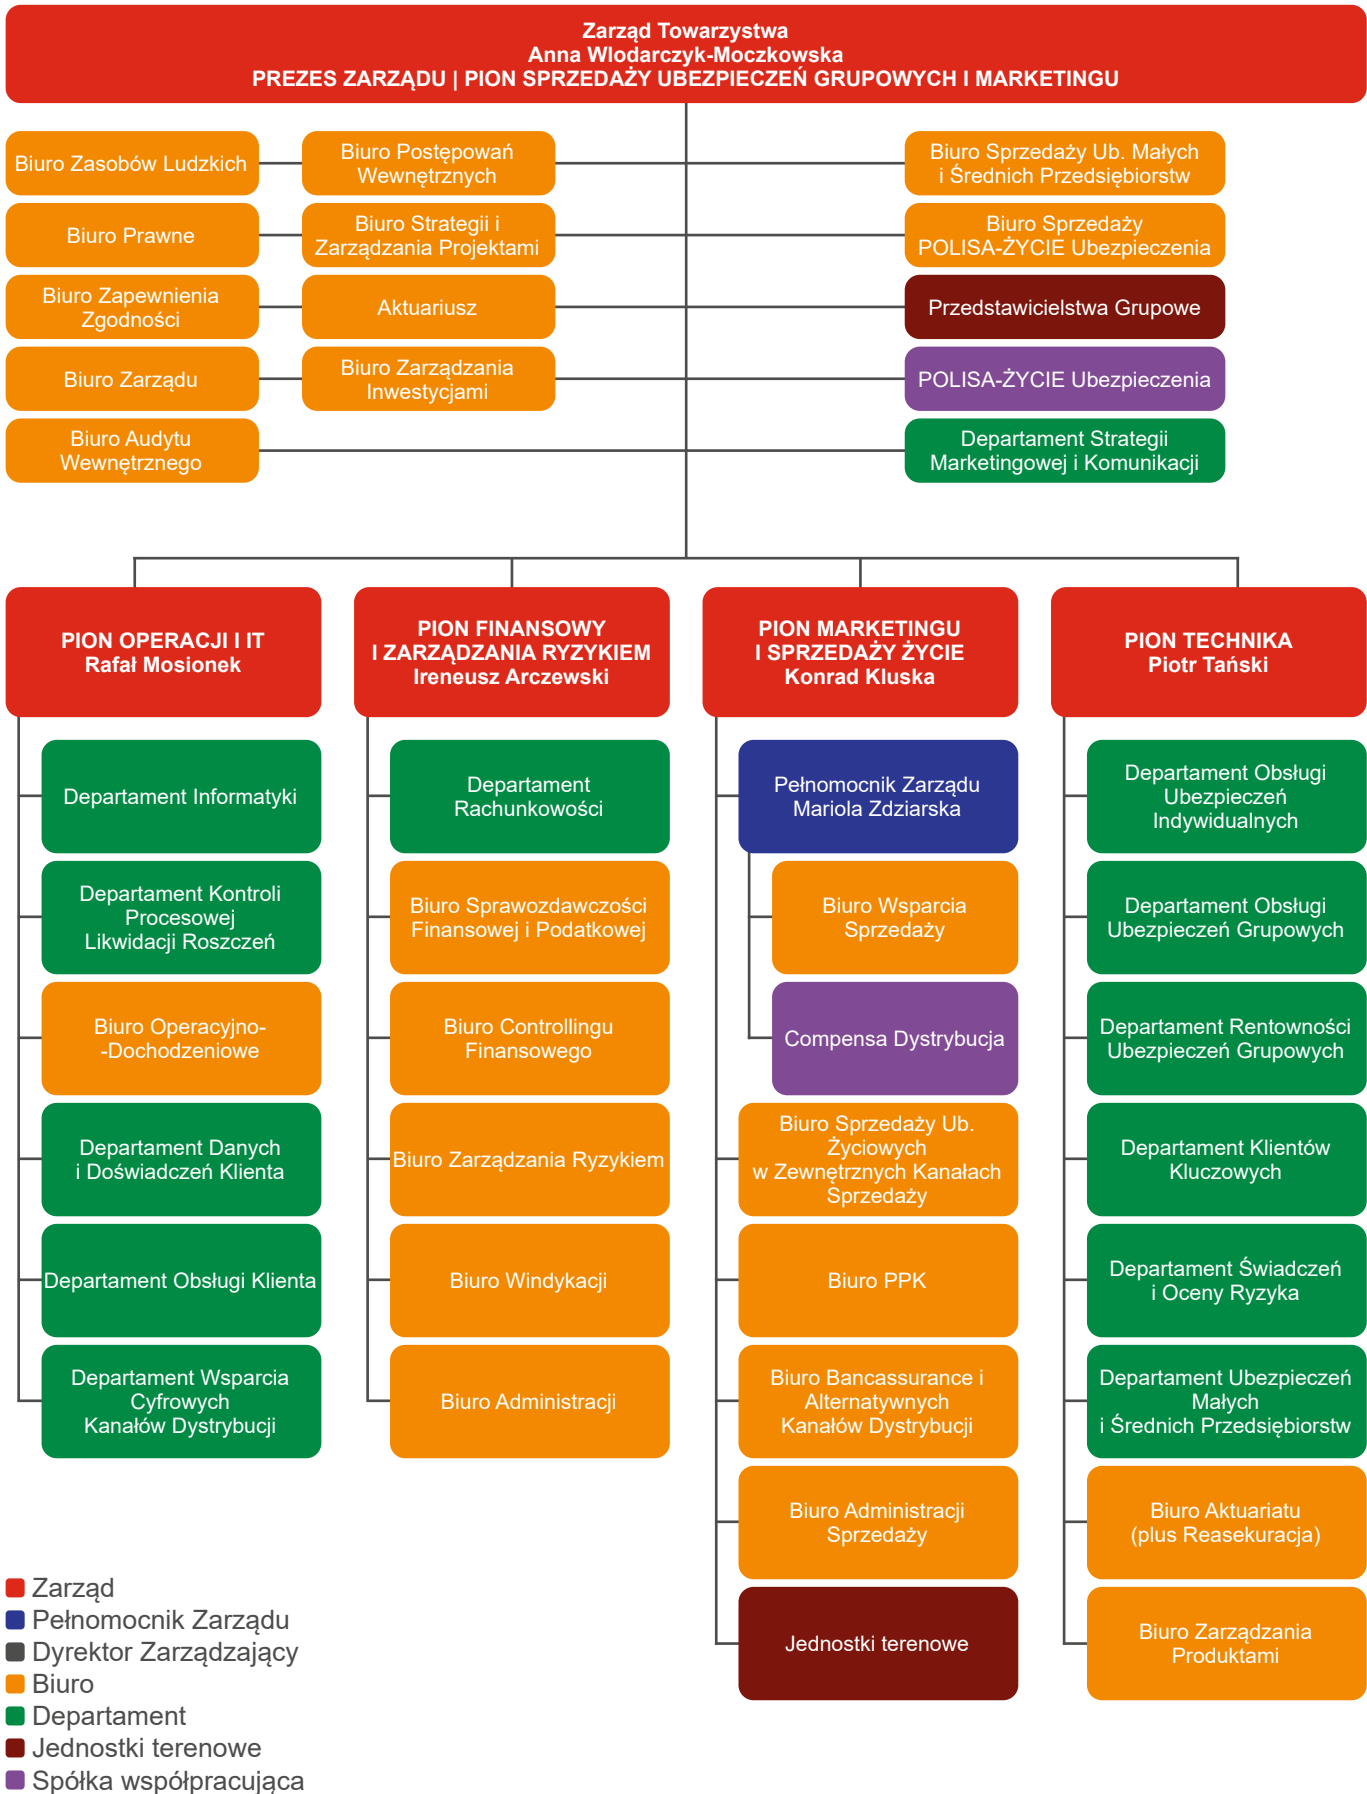 Zarząd Towarzystwa
Anna Wlodarczyk-Moczkowska
PREZES ZARZĄDU | PION SPRZEDAŻY UBEZPIECZEŃ GRUPOWYCH I MARKETINGU
Biuro Zasobów Ludzkich
Biuro Postępowań
Wewnętrznych
Biuro Sprzedaży Ub. Małych
i Średnich Przedsiębiorstw
Biuro Prawne
Biuro Strategii i
Zarządzania Projektami
Biuro Sprzedaży
POLISA-ŻYCIE Ubezpieczenia
Biuro Zapewnienia
Zgodności
Aktuariusz
Przedstawicielstwa Grupowe
Biuro Zarządu
Biuro Zarządzania
Inwestycjami
POLISA-ŻYCIE Ubezpieczenia
Biuro Audytu
Wewnętrznego
Departament Strategii
Marketingowej i Komunikacji
PION OPERACJI I IT
Rafał Mosionek
Departament Informatyki
Departament Kontroli
Procesowej
Likwidacji Roszczeń
Biuro Operacyjno-
-Dochodzeniowe
Departament Danych
i Doświadczeń Klienta
Departament Obsługi Klienta
Departament Wsparcia
Cyfrowych
Kanałów Dystrybucji
PION FINANSOWY
I ZARZĄDZANIA RYZYKIEM
Ireneusz Arczewski
Departament
Rachunkowości
Biuro Sprawozdawczości
Finansowej i Podatkowej
Biuro Controllingu
Finansowego
Biuro Zarządzania Ryzykiem
Biuro Windykacji
Biuro Administracji
PION MARKETINGU
I SPRZEDAŻY ŻYCIE
Konrad Kluska
Pełnomocnik Zarządu
Mariola Zdziarska
Biuro Wsparcia
Sprzedaży
Compensa Dystrybucja
Biuro Sprzedaży Ub.
Życiowych
w Zewnętrznych Kanałach
Sprzedaży
Biuro PPK
Biuro Bancassurance i
Alternatywnych
Kanałów Dystrybucji
Biuro Administracji
Sprzedaży
Jednostki terenowe
PION TECHNIKA
Piotr Tański
Departament Obsługi
Ubezpieczeń
Indywidualnych
Departament Obsługi
Ubezpieczeń Grupowych
Departament Rentowności
Ubezpieczeń Grupowych
Departament Klientów
Kluczowych
Departament Świadczeń
i Oceny Ryzyka
Departament Ubezpieczeń
Małych
i Średnich Przedsiębiorstw
Biuro Aktuariatu
(plus Reasekuracja)
Biuro Zarządzania
Produktami
Zarząd
Pełnomocnik Zarządu
Dyrektor Zarządzający
Biuro
Departament
Jednostki terenowe
Spółka współpracująca